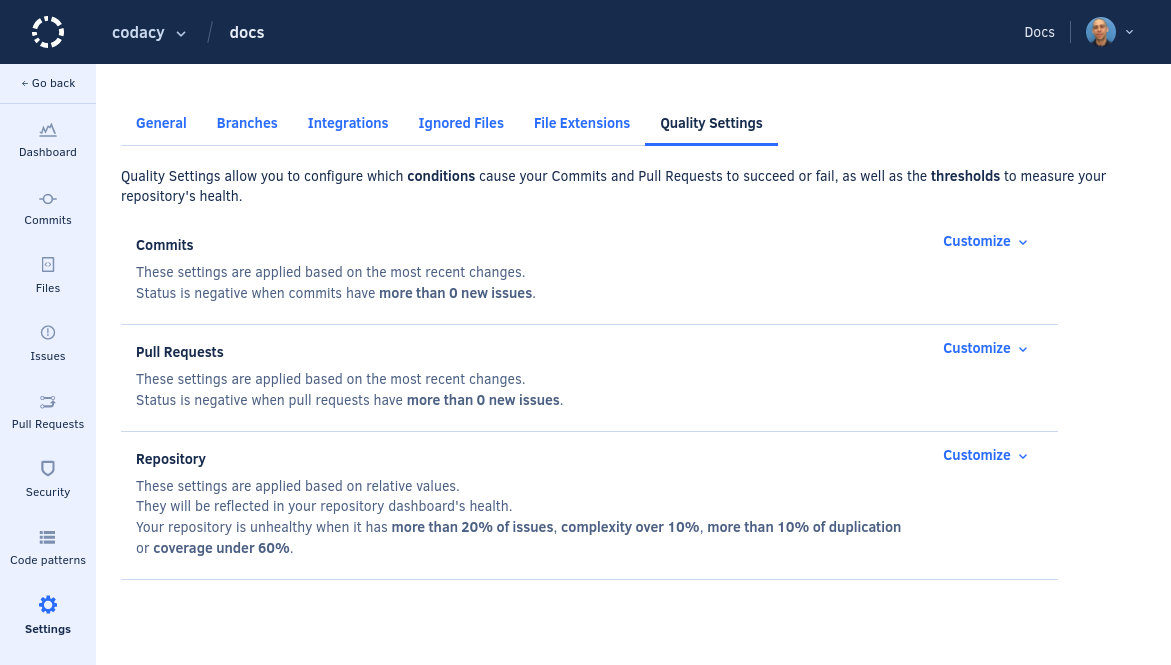 codacy / docs
Docs
← Go back
Dashboard
Commits
Files
Issues
Pull Requests
Security
Code patterns
Settings
General Branches Integrations Ignored Files File Extensions Quality Settings
Quality Settings allow you to configure which conditions cause your Commits and Pull Requests to succeed or fail, as well as the thresholds to measure your
repository's health.
Commits
Customize
These settings are applied based on the most recent changes.
Status is negative when commits have more than 0 new issues.
Pull Requests
Customize
These settings are applied based on the most recent changes.
Status is negative when pull requests have more than 0 new issues.
Repository
Customize
These settings are applied based on relative values.
They will be reflected in your repository dashboard's health.
Your repository is unhealthy when it has more than 20% of issues, complexity over 10%, more than 10% of duplication
or coverage under 60%.